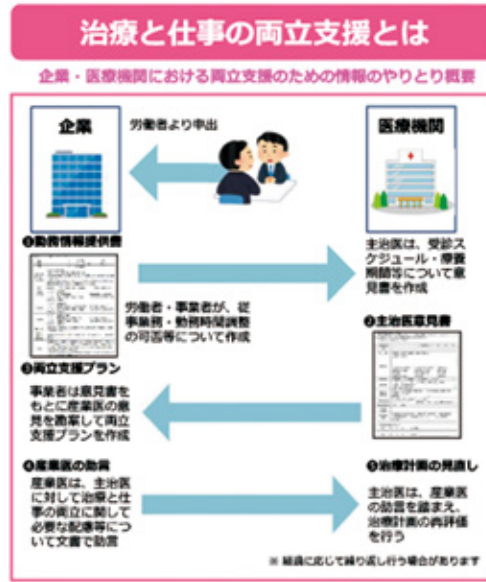 治療と仕事の両立支援とは
企業・医療機関における両立支援のための情報のやりとり概要
企業
労働者より申出
医療機関
❶勤務情報提供書
主治医は、受診ス
ケジュール・療養
期間等について意
見書を作成
労働者・事業者が、従
事業務・勤務時間調整
の可否等について作成
❷主治医意見書
❸両立支援プラン
事業者は意見書を
もとに産業医の意
見を勘案して両立
支援プランを作成
❹産業医の助言
産業医は、主治医
に対して治療と仕
事の両立に関して
必要な配慮等につ
いて文書で助言
❺治療計画の見直し
主治医は、産業医
の助言を踏まえ、
治療計画の再評価
を行う
※ 経過に応じて繰り返し行う場合があります